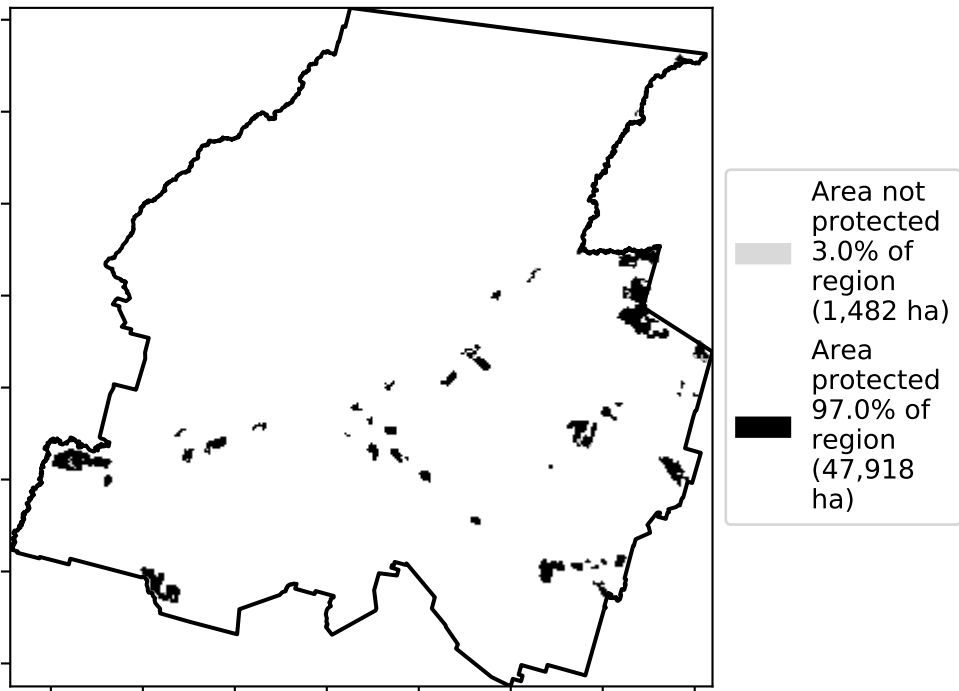 Area not
protected
3.0% of
region
(1,482 ha)
Area
protected
97.0% of
region
(47,918
ha)